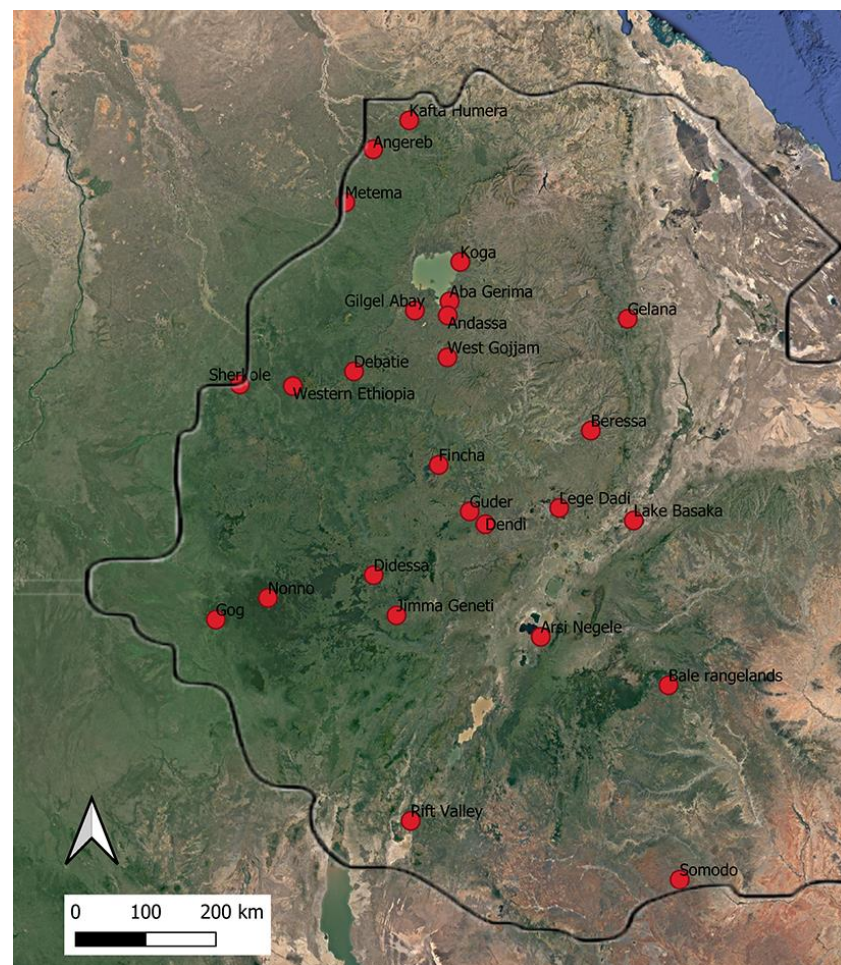 Kafta Humera
Angereb
Metema
Koga
Aba Gerima
Gilgel Abay
Andassa
Gelana
West Gojjam
Debatie
Sherkole
Western Ethiopia
Beressa
Fincha
Guder
Lege Dadi
Dendi
Lake Basaka
Didessa
Nonno
Jimma Geneti
Gog
Arsi Negele
Bale rangelands
Rift Valley
Somodo
0 100 200 km